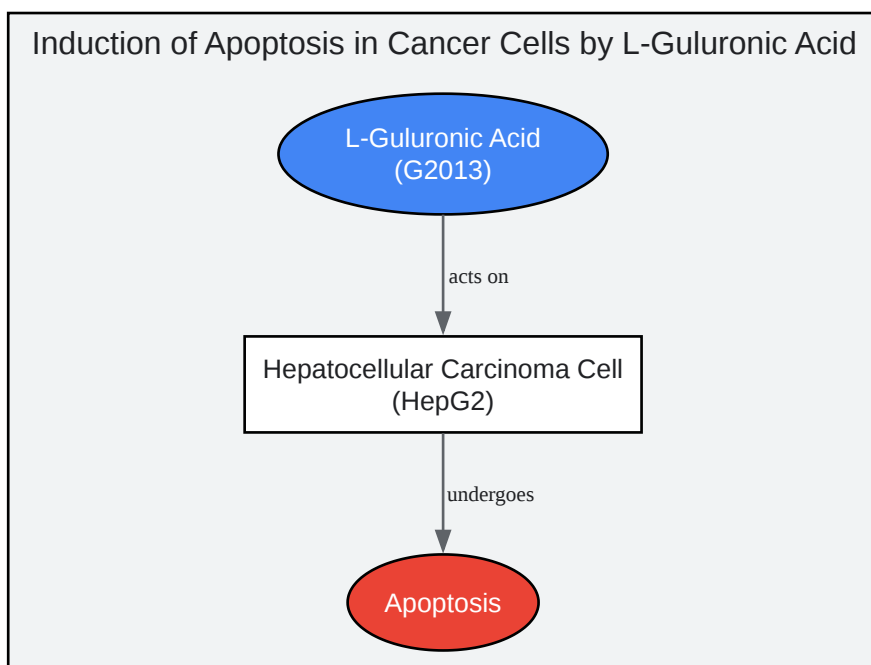 Induction of Apoptosis in Cancer Cells by L-Guluronic Acid
L-Guluronic Acid
(G2013)
acts on
Hepatocellular Carcinoma Cell
(HepG2)
undergoes
Apoptosis